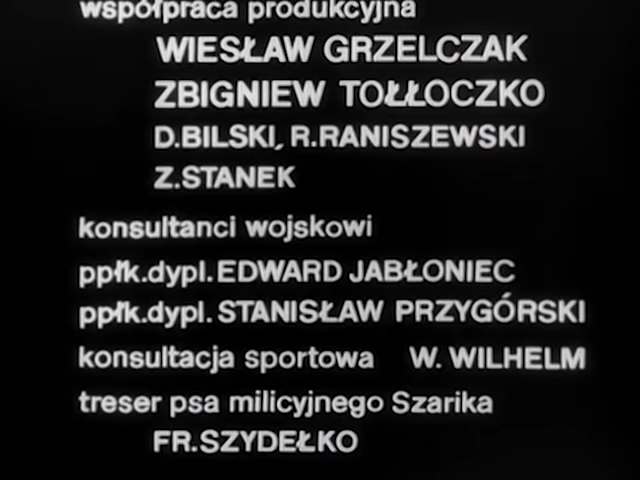 współpraca produkcyjna
WIESŁAW GRZELCZAK
ZBIGNIEW TOŁŁOCZKO
D.BILSKI, R.RANISZEWSKI
Z.STANEK
konsultanci wojskowi
ppłk.dypl.EDWARD JABŁONIEC
ppłk.dypl.STANISŁAW PRZYGÓRSKI
konsultacja sportowa W. WILHELM
treser psa milicyjnego Szarika
FR.SZYDEŁKO